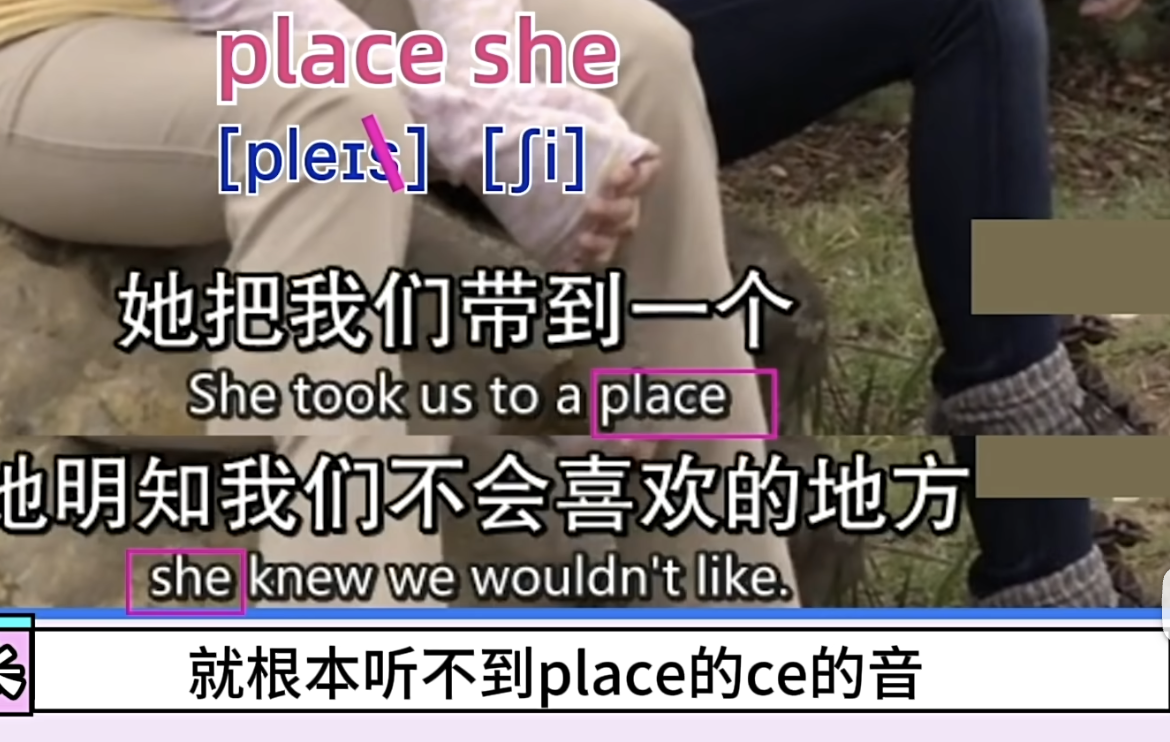 place she
[pleɪs] [ʃi]
她把我们带到一个
She took us to a place
她明知我们不会喜欢的地方
she knew we wouldn't like.
就根本听不到place的ce的音